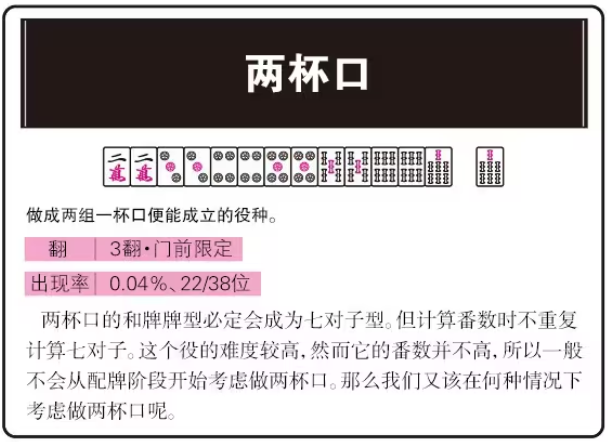 两杯口
二 二
萬 萬
做成两组一杯口便能成立的役种。
翻 3翻·门前限定
出现率 0.04%、22/38位
两杯口的和牌牌型必定会成为七对子型。但计算番数时不重复
计算七对子。这个役的难度较高,然而它的番数并不高,所以一般
不会从配牌阶段开始考虑做两杯口。那么我们又该在何种情况下
考虑做两杯口呢。